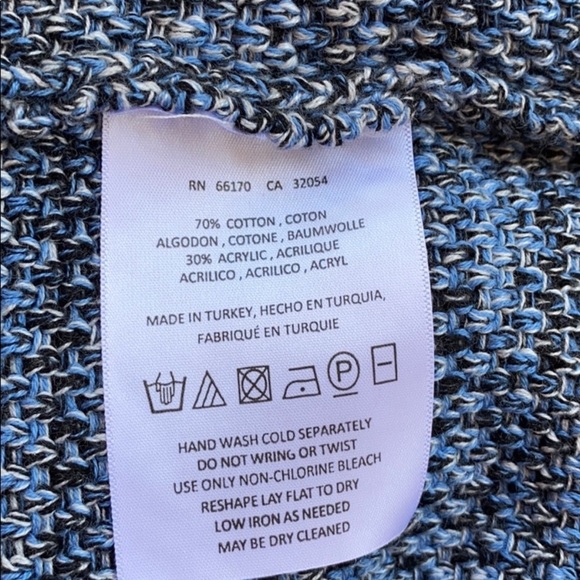 RN 66170 CA 32054
70% COTTON , COTON
ALGODON , COTONE , BAUMWOLLE
30% ACRYLIC , ACRILIQUE
ACRILICO , ACRILICO , ACRYL
MADE IN TURKEY, HECHO EN TURQUIA,
FABRIQUÉ EN TURQUIE
P
HAND WASH COLD SEPARATELY
DO NOT WRING OR TWIST
USE ONLY NON-CHLORINE BLEACH
RESHAPE LAY FLAT TO DRY
LOW IRON AS NEEDED
MAY BE DRY CLEANED